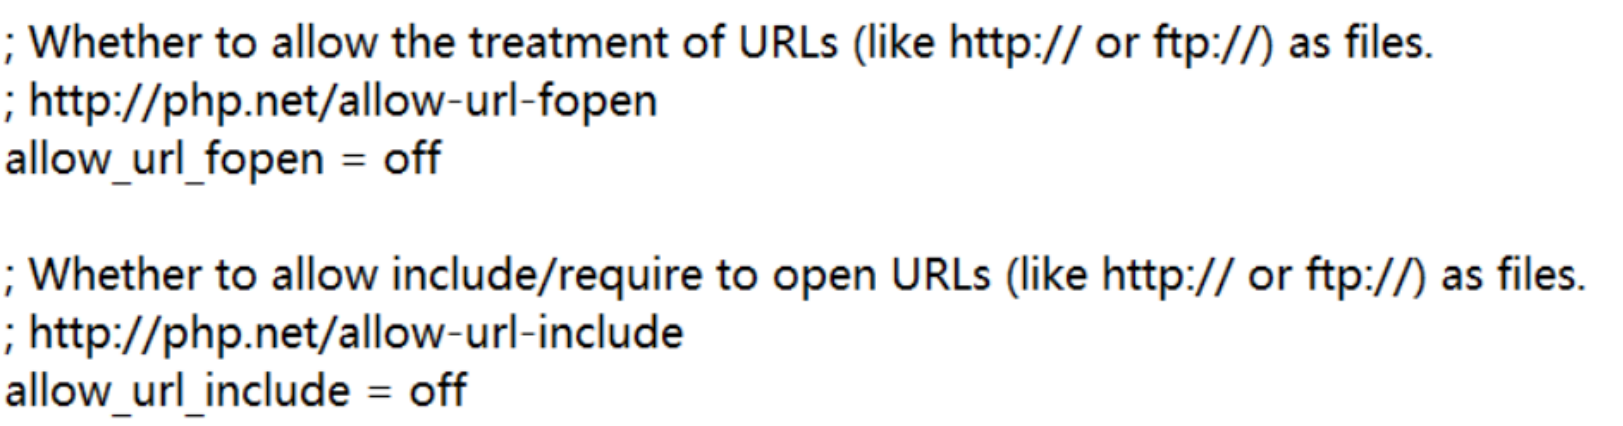 ; Whether to allow the treatment of URLs (like http:// or ftp://) as files.
; http://php.net/allow-url-fopen
allow_url_fopen = off
; Whether to allow include/require to open URLs (like http:// or ftp://) as files.
; http://php.net/allow-url-include
allow_url_include = off